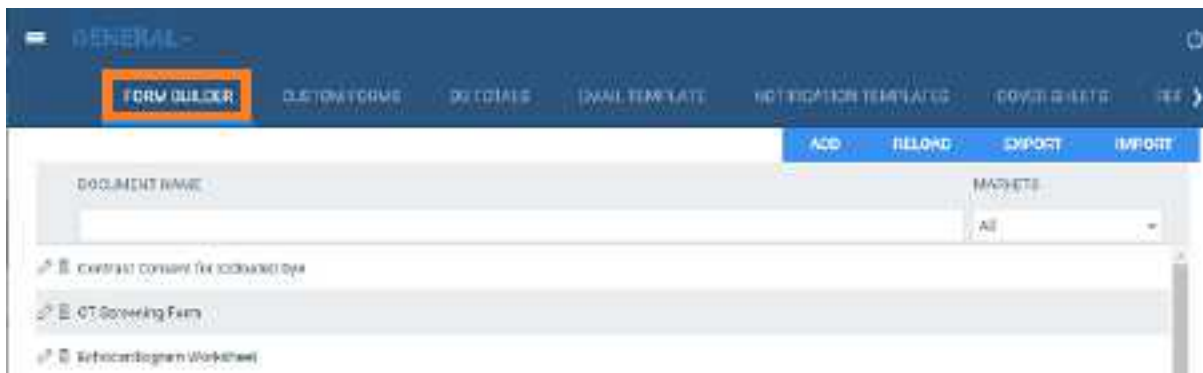 GENERAL
FORM BUILDER CUSTOM FORMS DB TOTALS EMAIL TEMPLATE NOTIFICATION TEMPLATES COVER SHEETS
ADD RELOAD EXPORT IMPORT
DOCUMENT NAME MARKETS
All
Contrast Consent for Iodinated Dye
CT Screening Form
Echocardiogram Worksheet